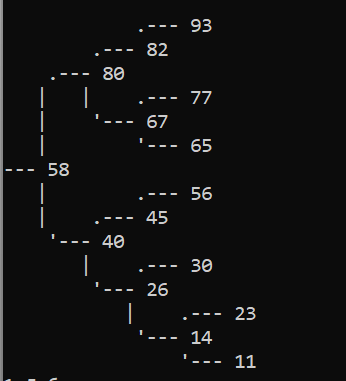 .--- 93
.--- 82
.--- 80
| | .--- 77
| '--- 67
| '--- 65
--- 58
| .--- 56
| .--- 45
'--- 40
| .--- 30
'--- 26
| .--- 23
'--- 14
'--- 11